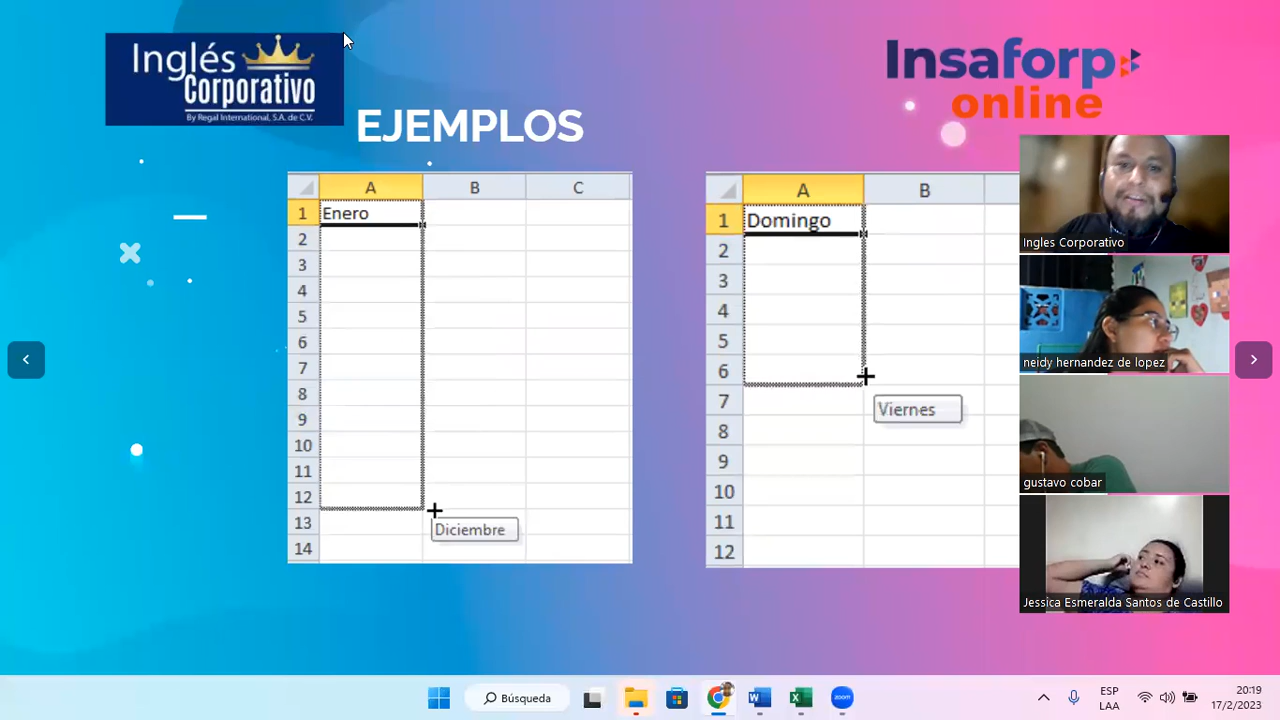 Inglés
Corporativo
By Regal International, S.A. de C.V.
Insaforp
online
EJEMPLOS
A B C
1 Enero
2
3
4
5
6
7
8
9
10
11
12
13
14
Diciembre
A B
1 Domingo
2
3
4
5
6
7
8
9
10
11
12
Viernes
Ingles Corporativo
neidy hernandez de lopez
gustavo cobar
Jessica Esmeralda Santos de Castillo
Búsqueda
zoom
ESP
LAA
20:19
17/2/2023